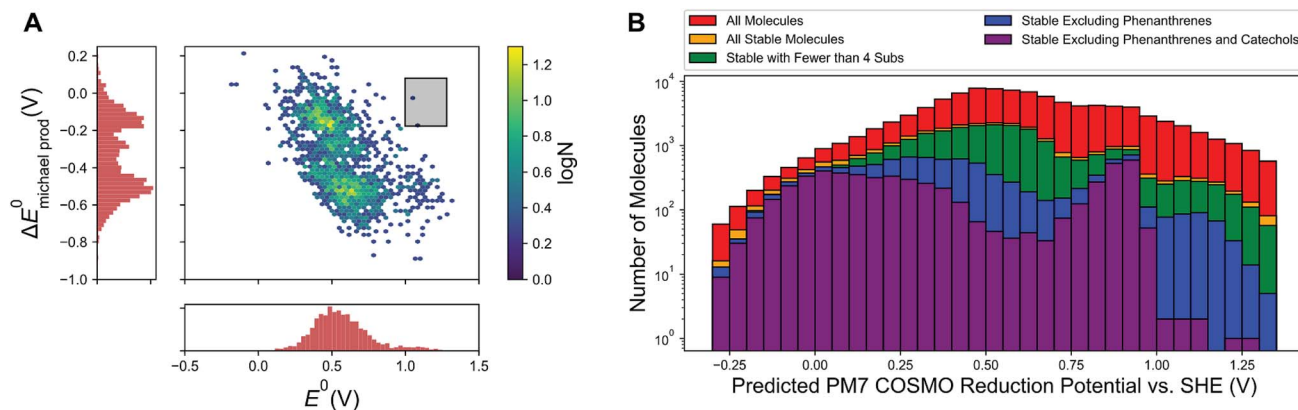 A
0.2
0.0
−0.2
−0.4
−0.6
−0.8
−1.0
ΔE⁰michael prod (V)
1.2
1.0
0.8
0.6
0.4
0.2
0.0
logN
−0.5 0.0 0.5 1.0 1.5
E⁰ (V)
B
All Molecules
All Stable Molecules
Stable with Fewer than 4 Subs
Stable Excluding Phenanthrenes
Stable Excluding Phenanthrenes and Catechols
10⁴
10³
10²
10¹
10⁰
Number of Molecules
−0.25 0.00 0.25 0.50 0.75 1.00 1.25
Predicted PM7 COSMO Reduction Potential vs. SHE (V)